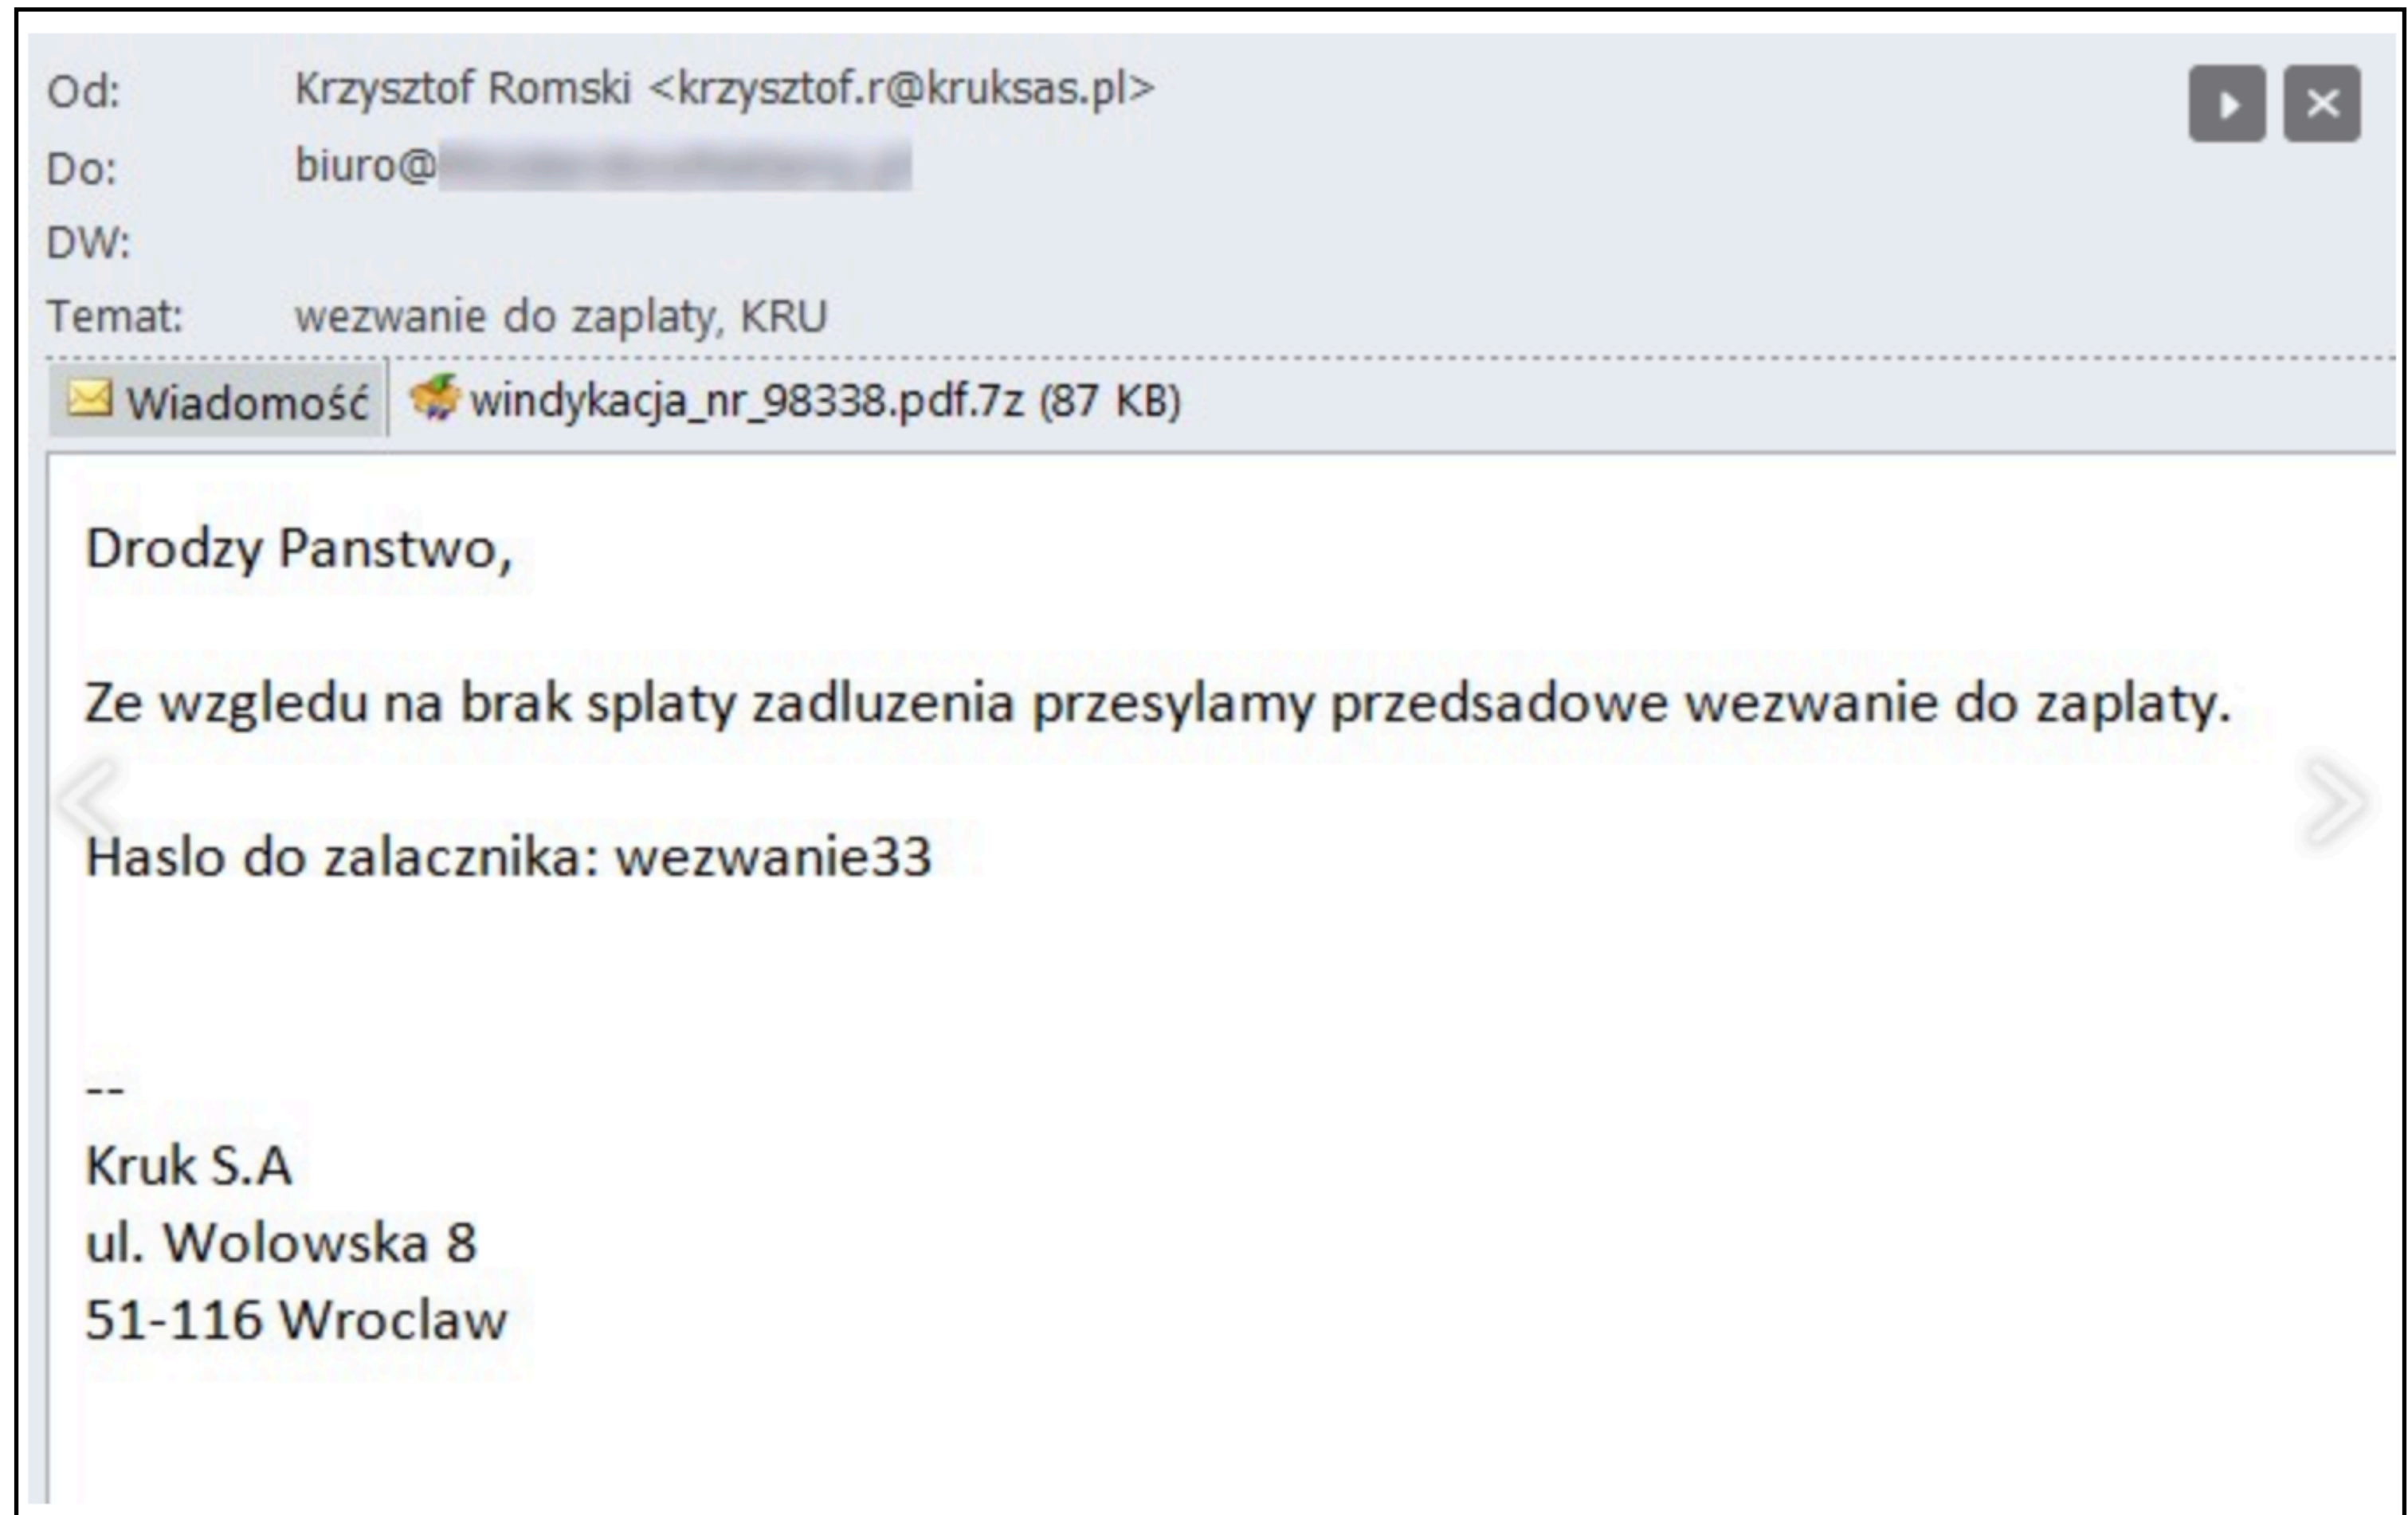 Od: Krzysztof Romski <krzysztof.r@kruksas.pl>
Do: biuro@
DW:
Temat: wezwanie do zaplaty, KRU
Wiadomość windykacja_nr_98338.pdf.7z (87 KB)
Drodzy Panstwo,
Ze wzgledu na brak splaty zadluzenia przesylamy przedsadowe wezwanie do zaplaty.
Haslo do zalacznika: wezwanie33
--
Kruk S.A
ul. Wolowska 8
51-116 Wroclaw